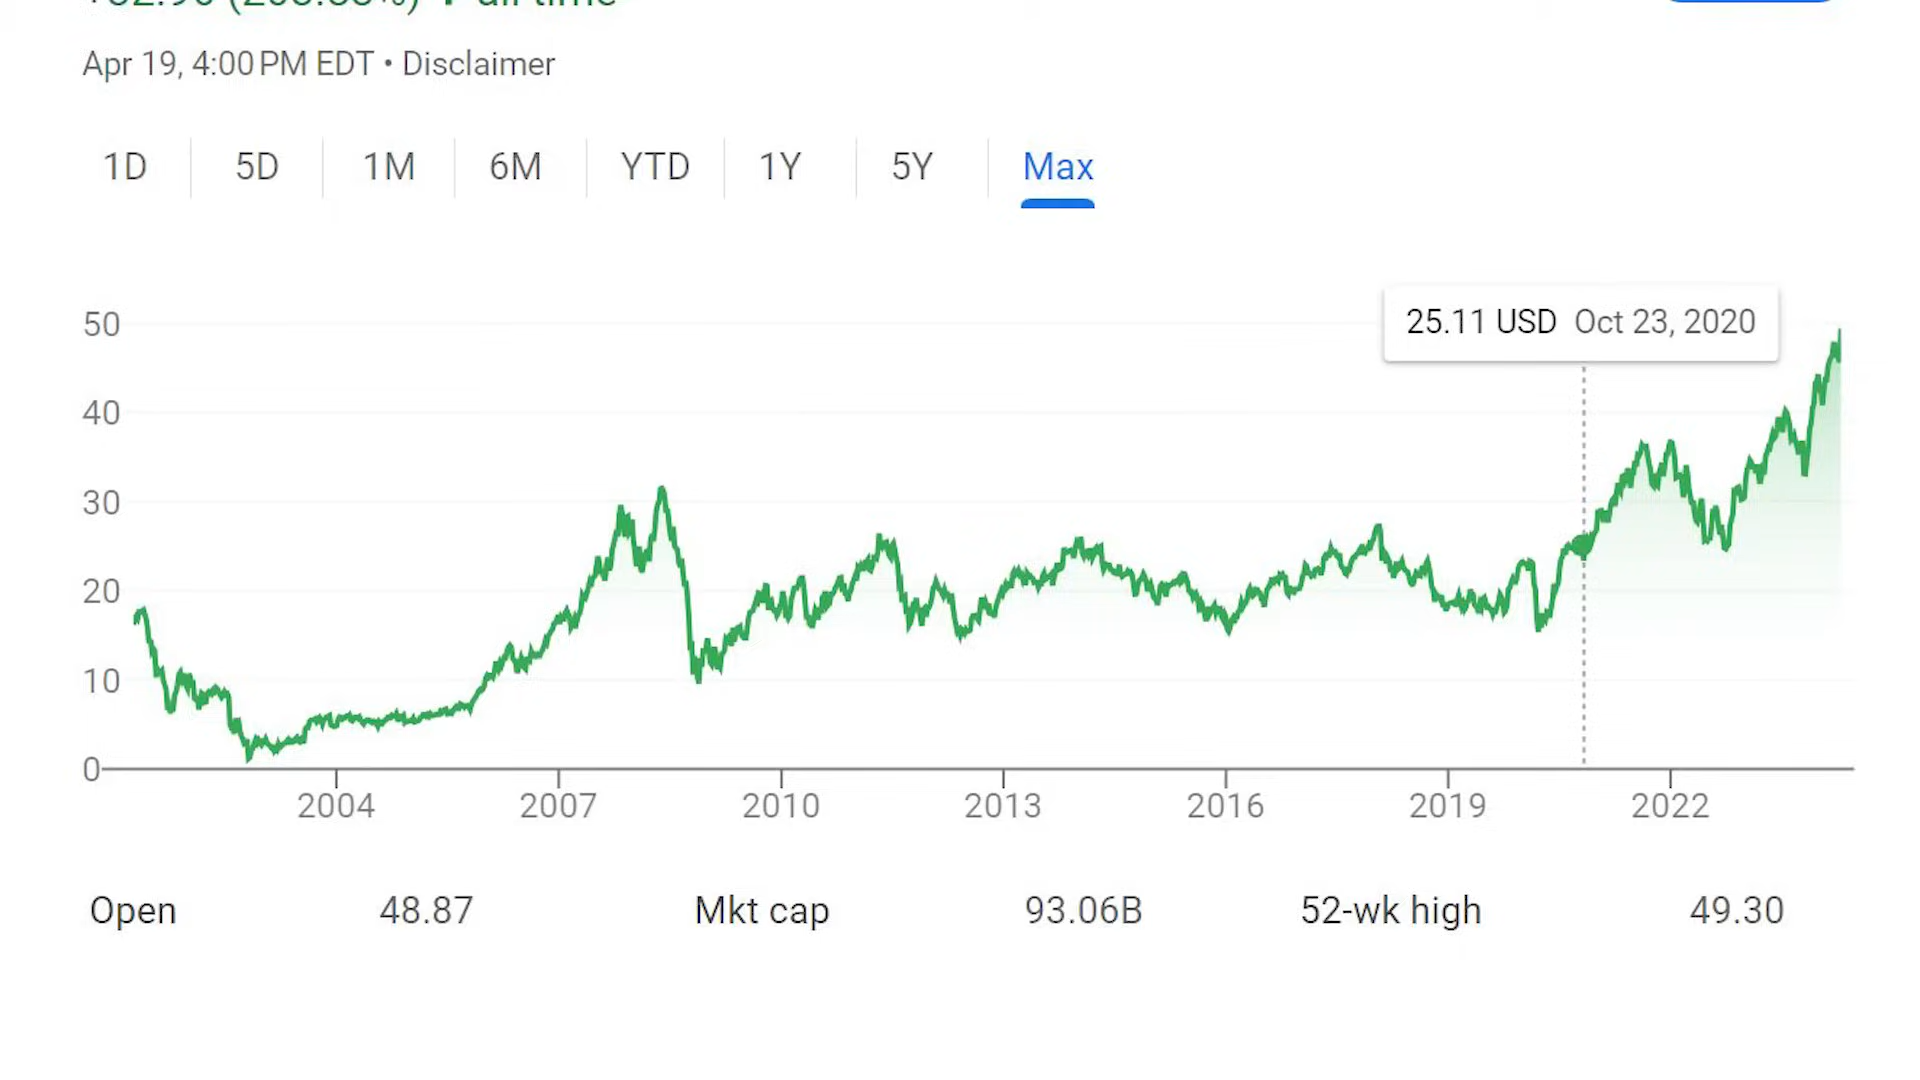 all time
Apr 19, 4:00 PM EDT • Disclaimer
1D 5D 1M 6M YTD 1Y 5Y Max
25.11 USD Oct 23, 2020
50
40
30
20
10
0
2004 2007 2010 2013 2016 2019 2022
Open 48.87 Mkt cap 93.06B 52-wk high 49.30